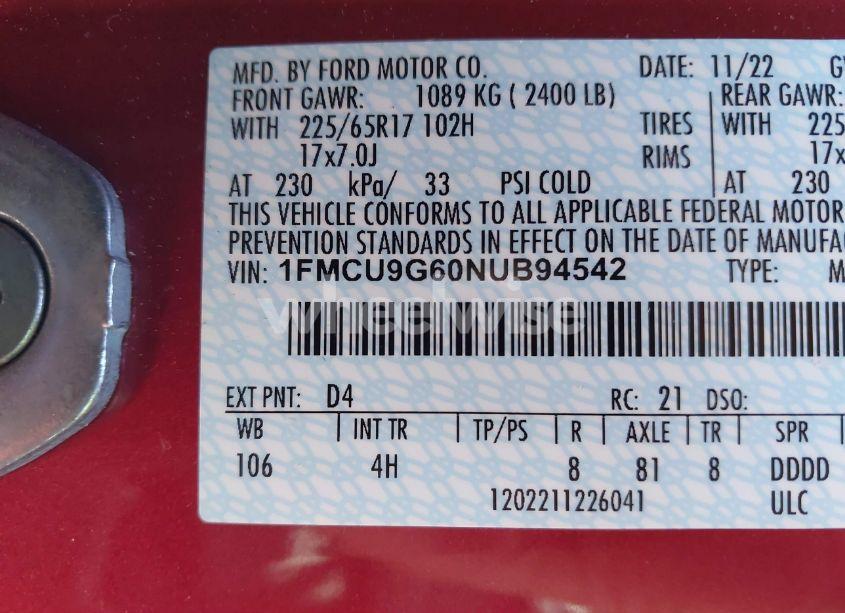 MFD. BY FORD MOTOR CO. DATE: 11/22
FRONT GAWR: 1089 KG ( 2400 LB) REAR GAWR:
WITH 225/65R17 102H TIRES WITH
17x7.0J RIMS
AT 230 kPa/ 33 PSI COLD AT 230
THIS VEHICLE CONFORMS TO ALL APPLICABLE FEDERAL MOTOR
PREVENTION STANDARDS IN EFFECT ON THE DATE OF
VIN: 1FMCU9G60NUB94542 TYPE:
wheelwise
EXT PNT: D4 RC: 21 DSO:
WB INT TR TP/PS R AXLE TR SPR
106 4H 8 81 8 DDDD
1202211226041 ULC